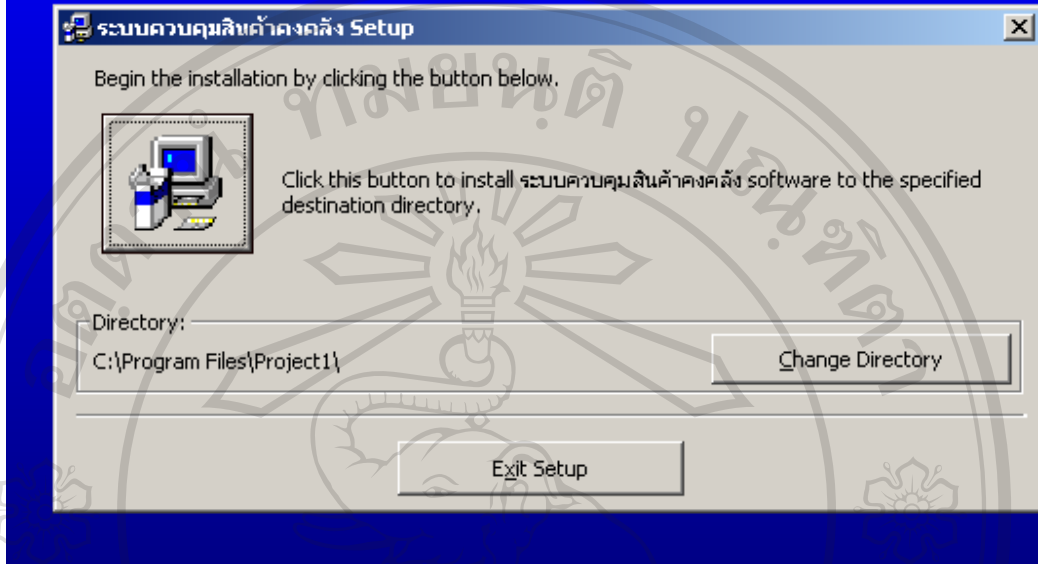 ระบบควบคุมสินค้าคงคลัง Setup
Begin the installation by clicking the button below.
Click this button to install ระบบควบคุมสินค้าคงคลัง software to the specified
destination directory.
Directory:
C:\Program Files\Project1\
Change Directory
Exit Setup